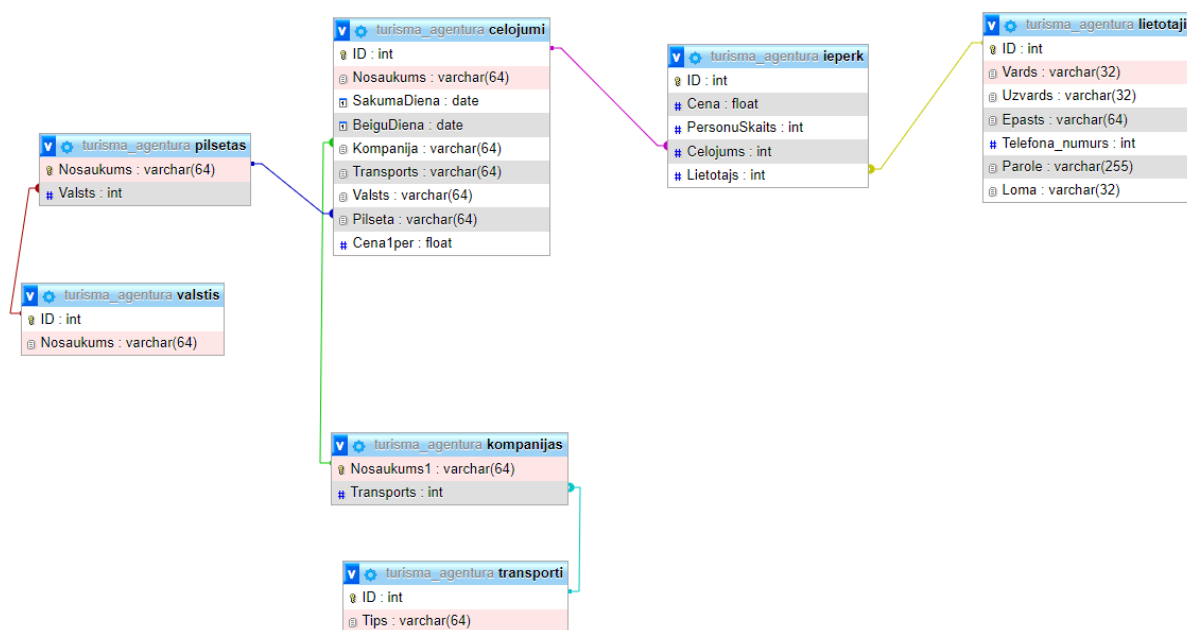 turisma_agentura celojumi
ID : int
Nosaukums : varchar(64)
SakumaDiena : date
BeiguDiena : date
Kompanija : varchar(64)
Transports : varchar(64)
Valsts : varchar(64)
Pilseta : varchar(64)
Cena1per : float
turisma_agentura ieperk
ID : int
Cena : float
PersonuSkaits : int
Celojums : int
Lietotajs : int
turisma_agentura lietotaji
ID : int
Vards : varchar(32)
Uzvards : varchar(32)
Epasts : varchar(64)
Telefona_numurs : int
Parole : varchar(255)
Loma : varchar(32)
turisma_agentura pilsetas
Nosaukums : varchar(64)
Valsts : int
turisma_agentura valstis
ID : int
Nosaukums : varchar(64)
turisma_agentura kompanijas
Nosaukums1 : varchar(64)
Transports : int
turisma_agentura transporti
ID : int
Tips : varchar(64)